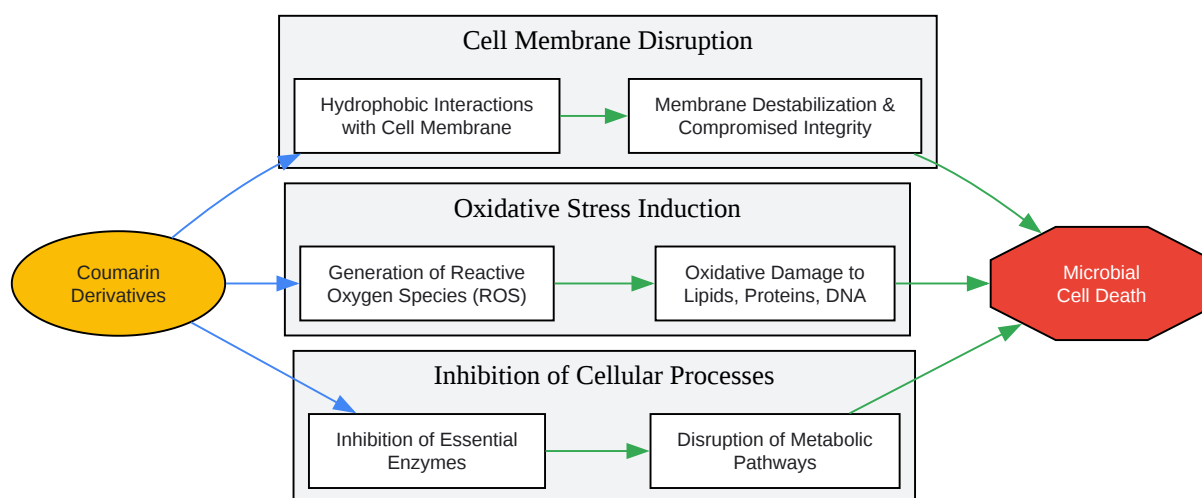 Cell Membrane Disruption
Hydrophobic Interactions
with Cell Membrane
Membrane Destabilization &
Compromised Integrity
Oxidative Stress Induction
Coumarin
Derivatives
Generation of Reactive
Oxygen Species (ROS)
Oxidative Damage to
Lipids, Proteins, DNA
Microbial
Cell Death
Inhibition of Cellular Processes
Inhibition of Essential
Enzymes
Disruption of Metabolic
Pathways